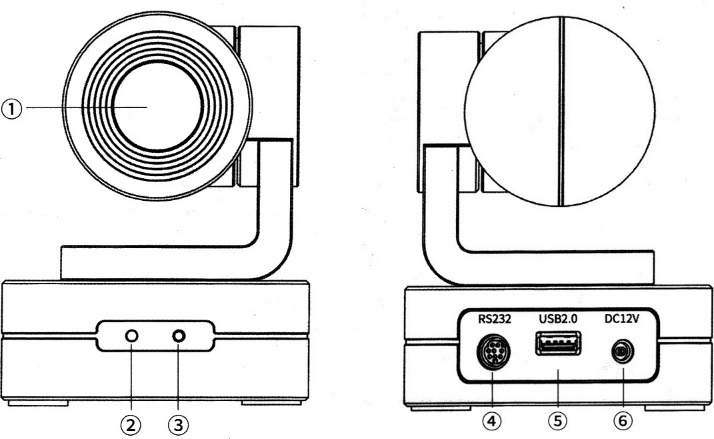 ①
RS232 USB2.0 DC12V
② ③ ④ ⑤ ⑥